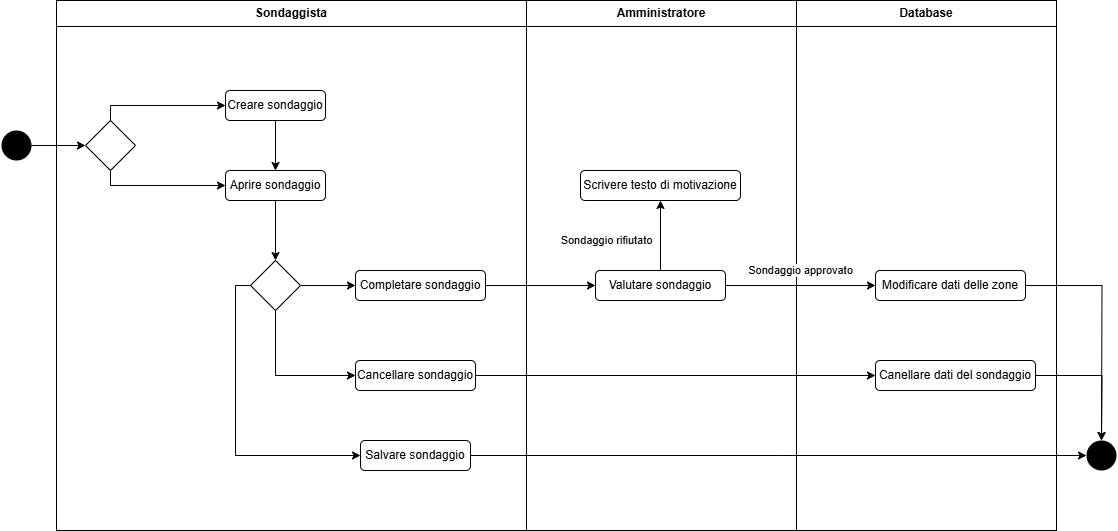 Sondaggista
Amministratore
Database
Creare sondaggio
Aprire sondaggio
Scrivere testo di motivazione
Sondaggio rifiutato
Sondaggio approvato
Completare sondaggio
Valutare sondaggio
Modificare dati delle zone
Cancellare sondaggio
Canellare dati del sondaggio
Salvare sondaggio